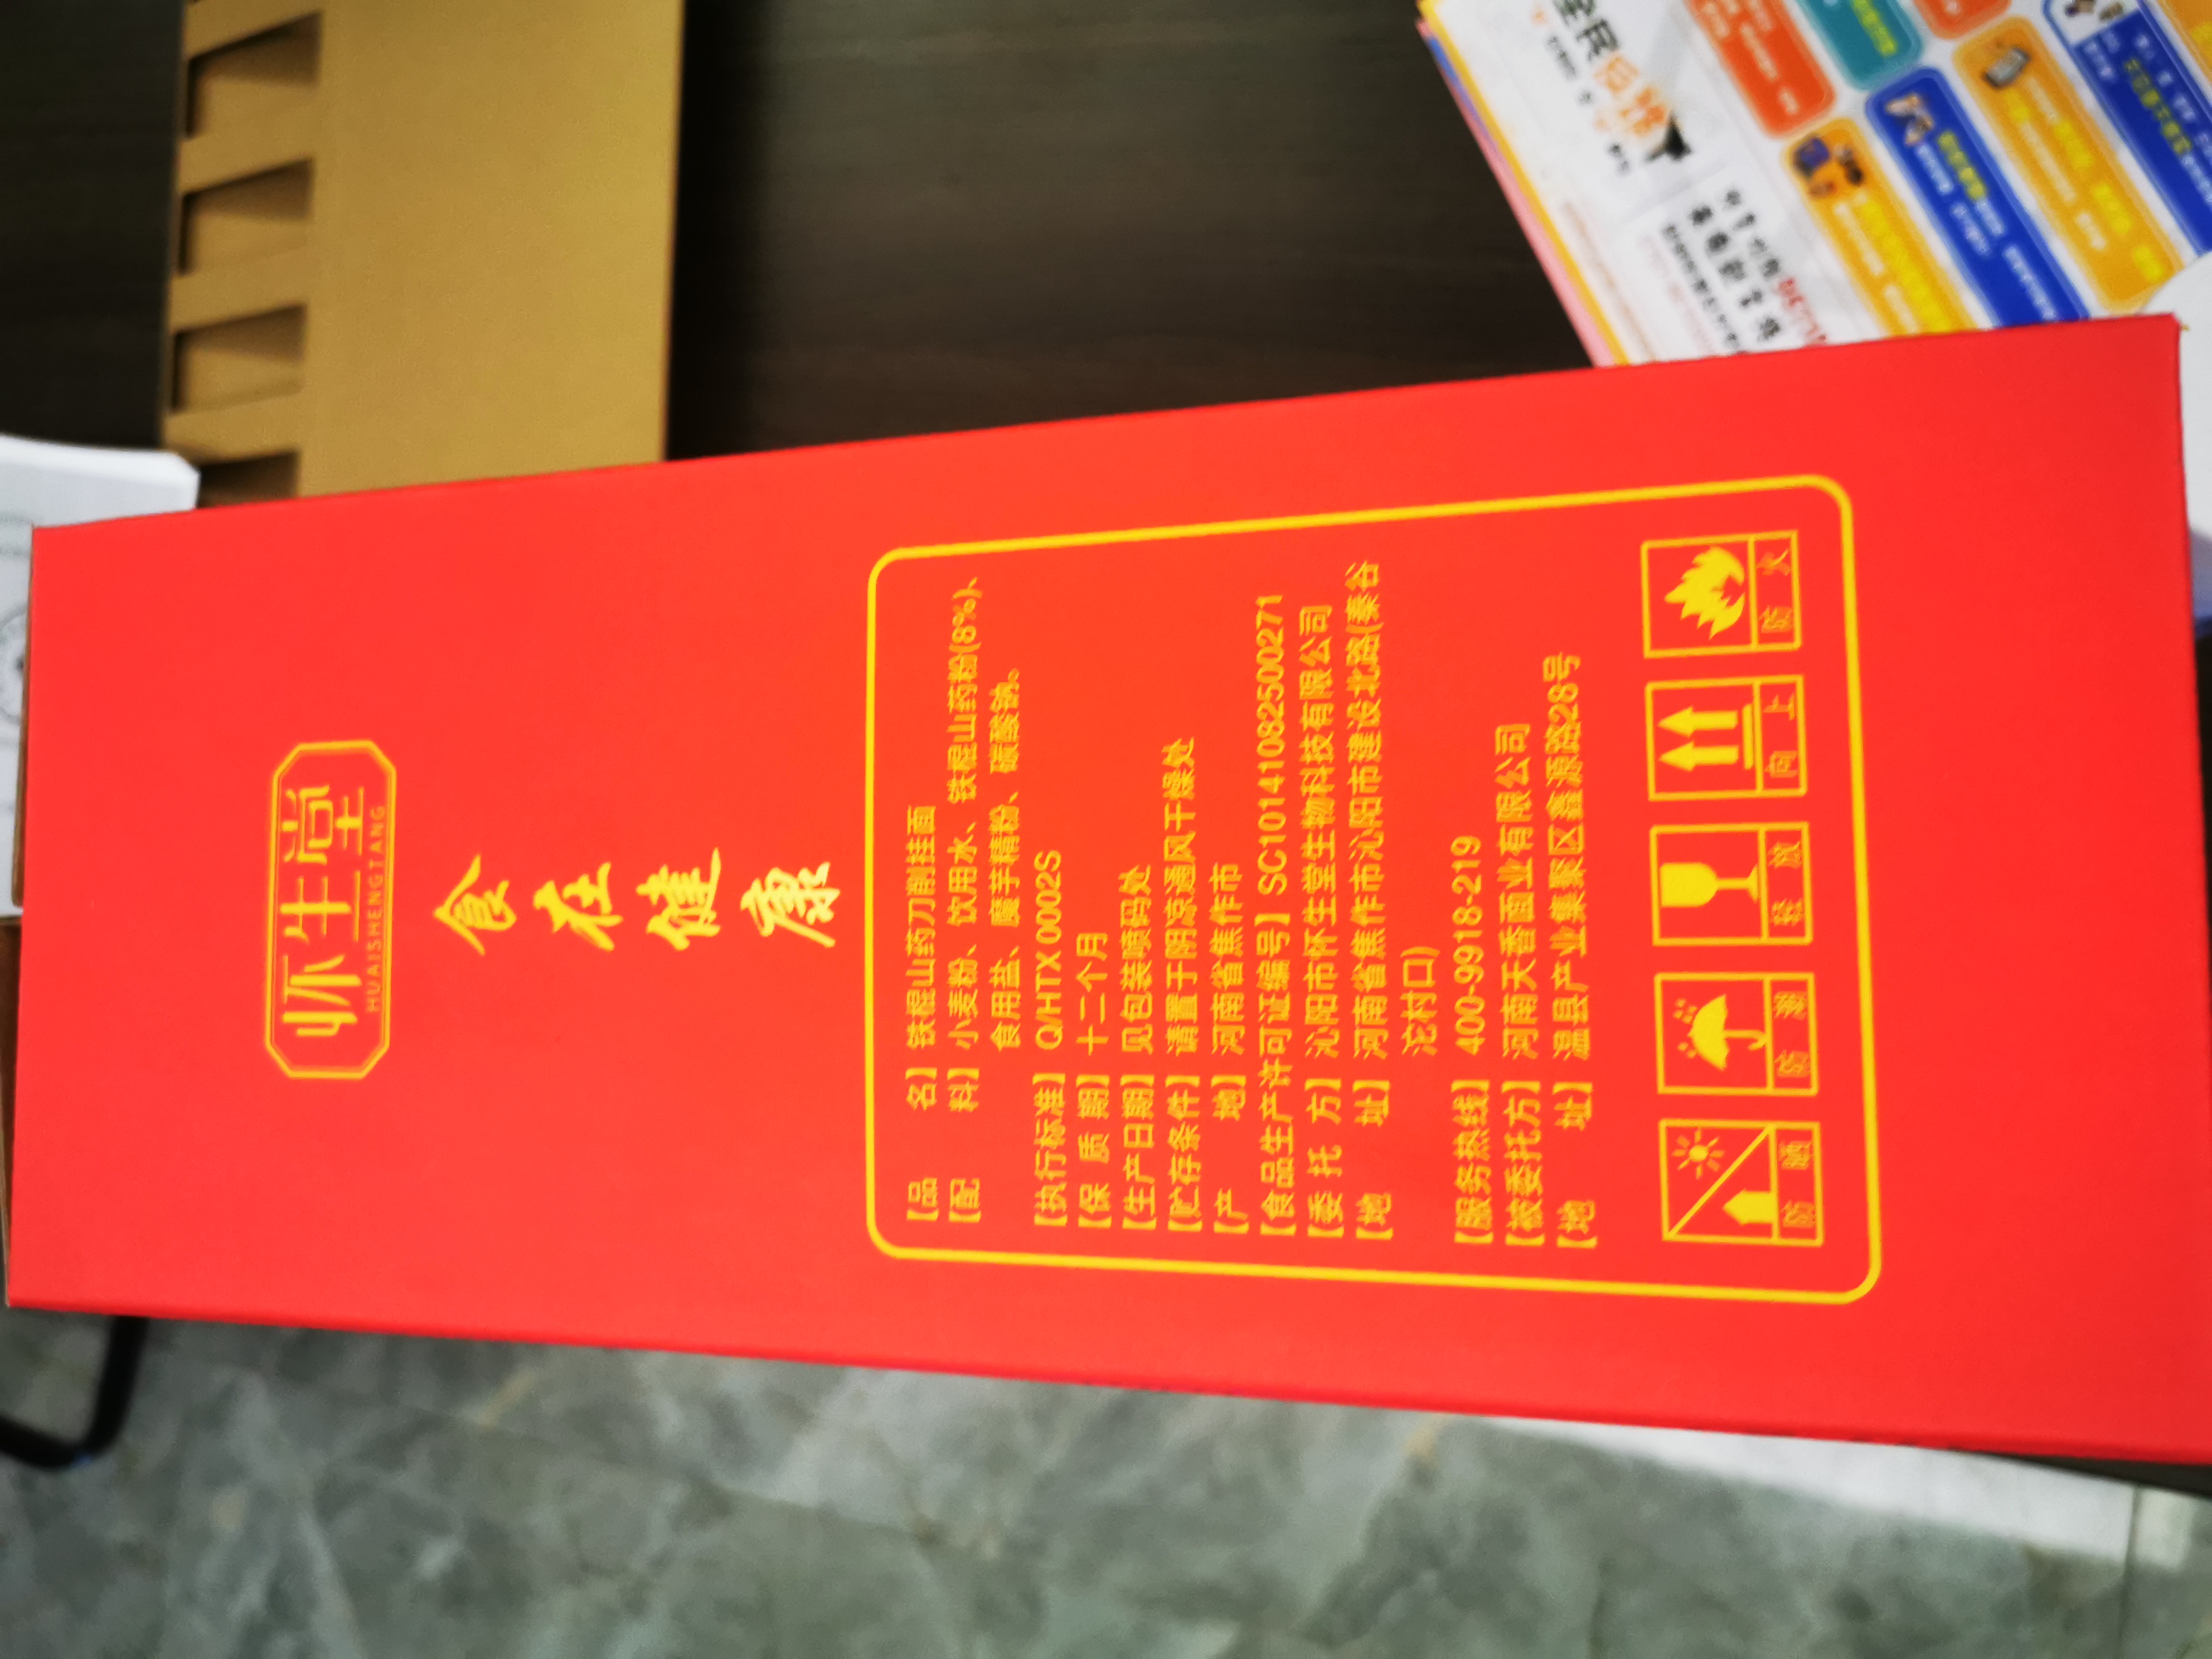 怀生堂
HUAISHENGTANG
食在健康
【品名】铁棍山药刀削挂面
【配料】小麦粉、饮用水、铁棍山药粉(8%)、
食用盐、魔芋精粉、碳酸钠。
【执行标准】Q/HTX 0002S
【保质期】十二个月
【生产日期】见包装喷码处
【贮存条件】请置于阴凉通风干燥处
【产地】河南省焦作市
【食品生产许可证编号】SC10141082500271
【委托方】沁阳市怀生堂生物科技有限公司
【地址】河南省焦作市沁阳市建设北路(秦谷
沱村口)
【服务热线】400-9918-219
【被委托方】河南天香面业有限公司
【地址】温县产业集聚区鑫源路28号
防晒
防潮
轻放
向上
防火
全民